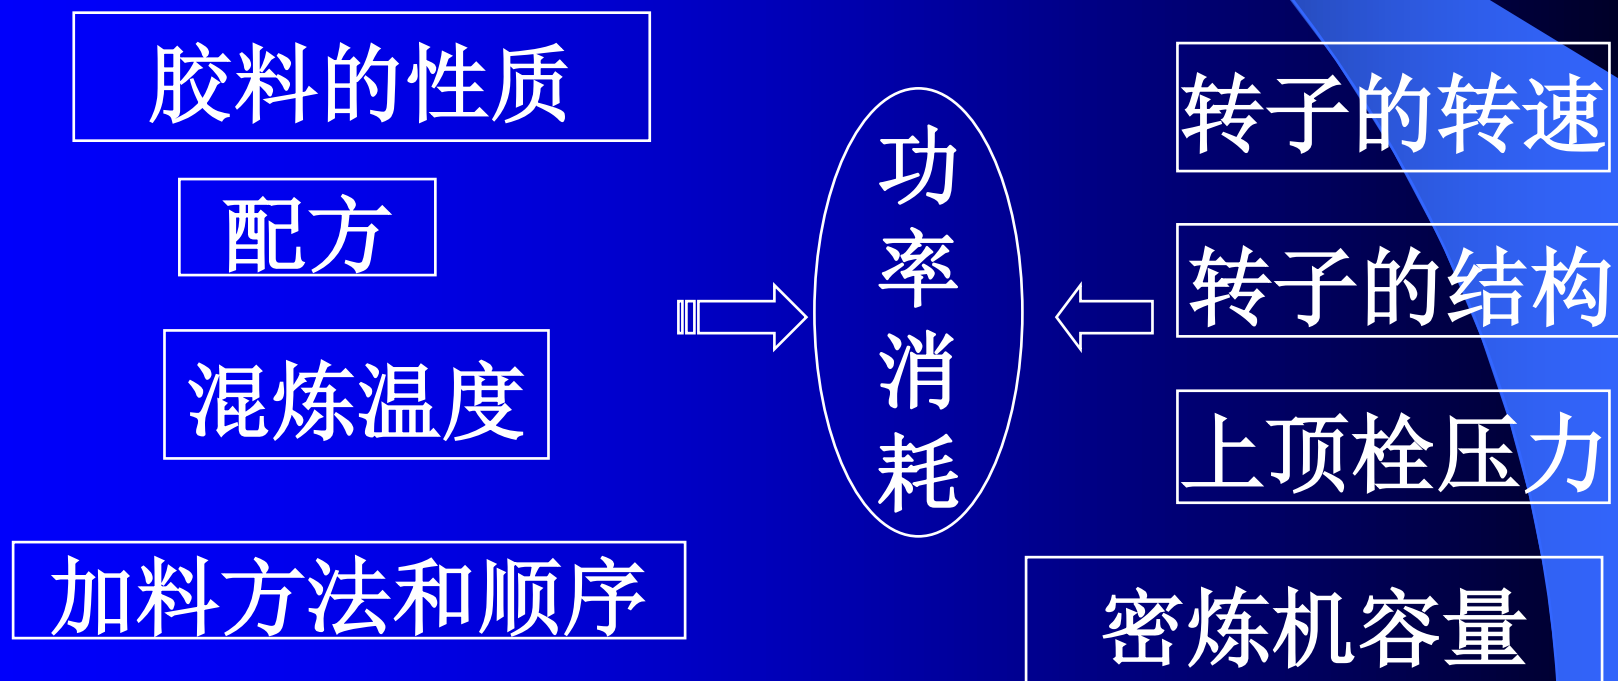 胶料的性质
配方
混炼温度
加料方法和顺序
功
率
消
耗
转子的转速
转子的结构
上顶栓压力
密炼机容量